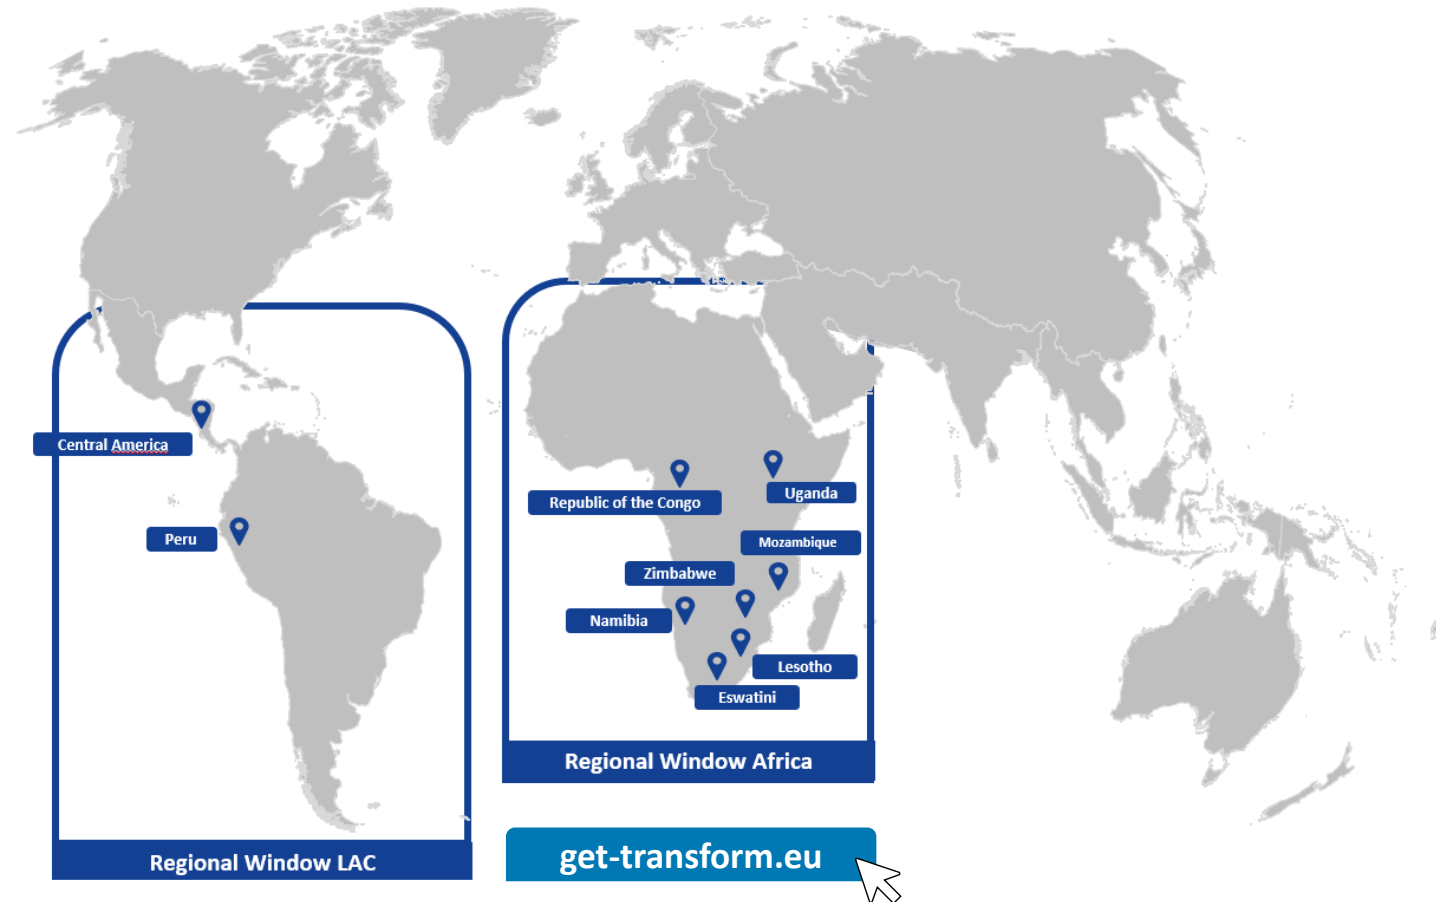 Central America
Peru
Regional Window LAC
Republic of the Congo
Uganda
Mozambique
Zimbabwe
Namibia
Lesotho
Eswatini
Regional Window Africa
get-transform.eu